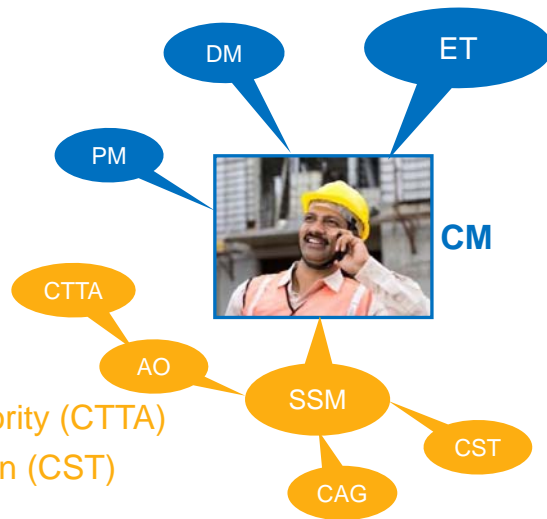 ET
DM
PM
CM
CTTA
AO
SSM
ority (CTTA)
CST
n (CST)
CAG